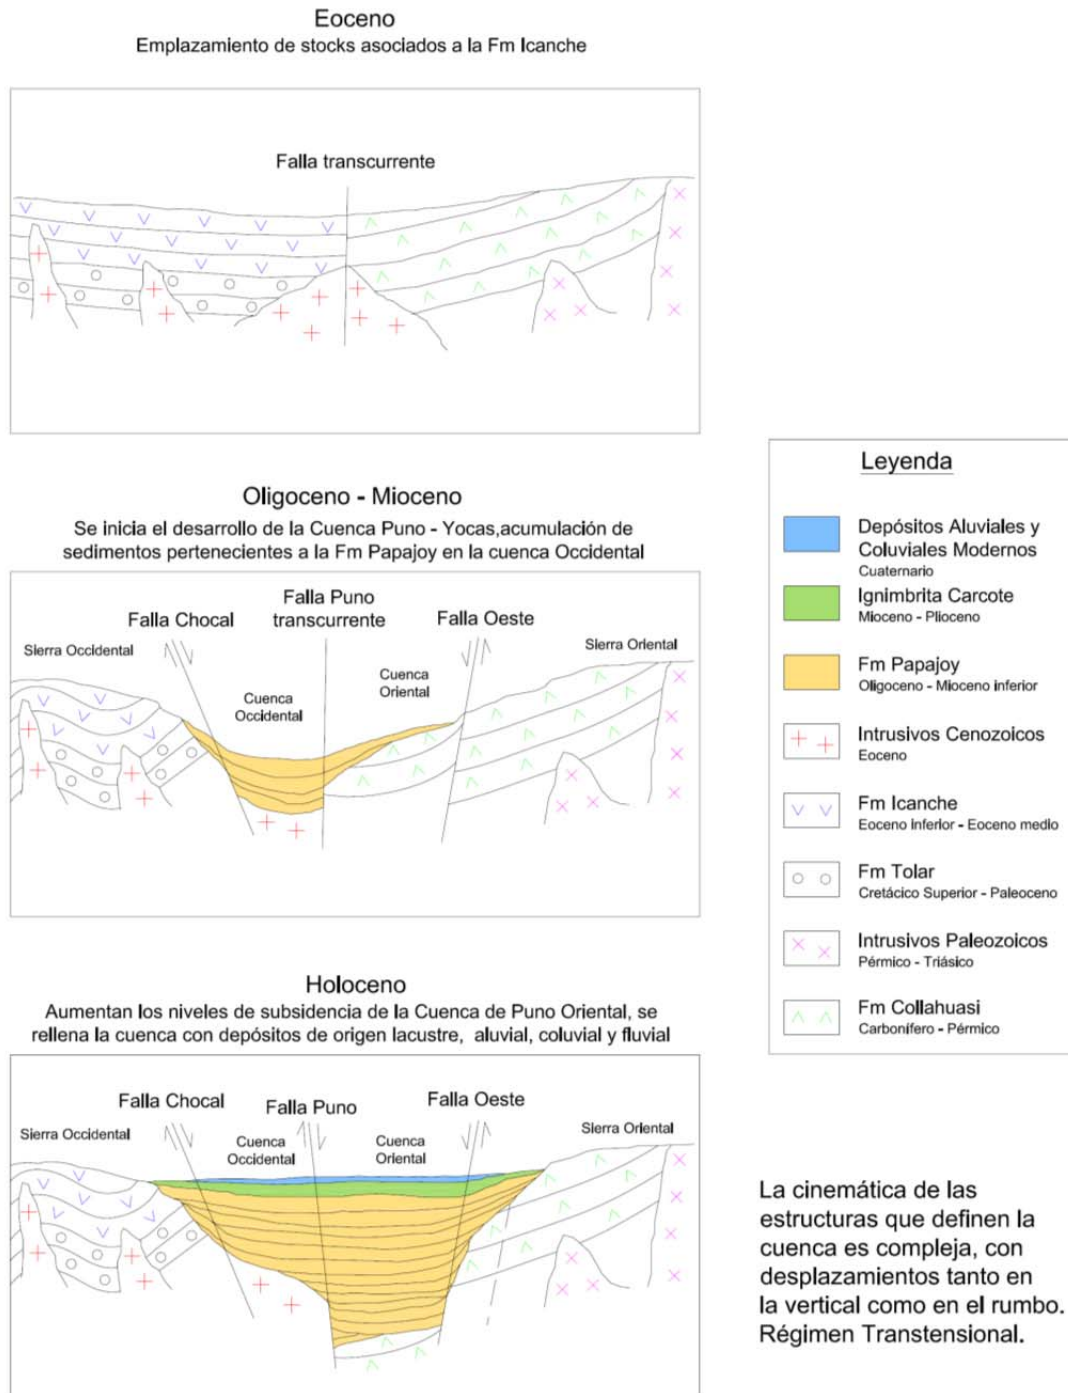 Eoceno
Emplazamiento de stocks asociados a la Fm Icanche
Falla transcurrente
Oligoceno - Mioceno
Se inicia el desarrollo de la Cuenca Puno - Yocas,acumulación de
sedimentos pertenecientes a la Fm Papajoy en la cuenca Occidental
Falla Chocal
Falla Puno
transcurrente
Falla Oeste
Sierra Occidental
Cuenca
Occidental
Cuenca
Oriental
Sierra Oriental
Holoceno
Aumentan los niveles de subsidencia de la Cuenca de Puno Oriental, se
rellena la cuenca con depósitos de origen lacustre, aluvial, coluvial y fluvial
Falla Chocal
Falla Puno
Falla Oeste
Sierra Occidental
Cuenca
Occidental
Cuenca
Oriental
Sierra Oriental
Leyenda
Depósitos Aluviales y
Coluviales Modernos
Cuaternario
Ignimbrita Carcote
Mioceno - Plioceno
Fm Papajoy
Oligoceno - Mioceno inferior
Intrusivos Cenozoicos
Eoceno
Fm Icanche
Eoceno inferior - Eoceno medio
Fm Tolar
Cretácico Superior - Paleoceno
Intrusivos Paleozoicos
Pérmico - Triásico
Fm Collahuasi
Carbonífero - Pérmico
La cinemática de las
estructuras que definen la
cuenca es compleja, con
desplazamientos tanto en
la vertical como en el rumbo.
Régimen Transtensional.